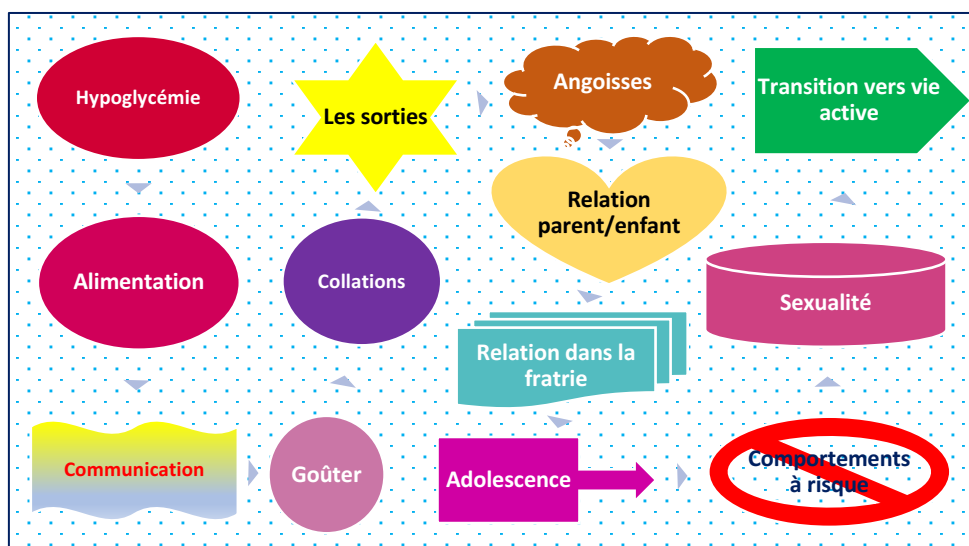 Hypoglycémie
Alimentation
Communication
Goûter
Collations
Les sorties
Angoisses
Relation
parent/enfant
Relation dans la
fratrie
Adolescence
Comportements
à risque
Sexualité
Transition vers vie
active